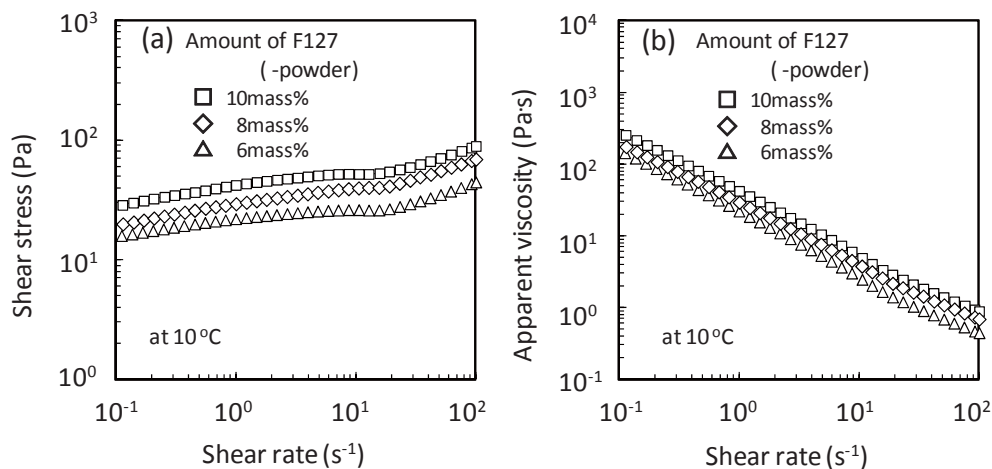 (a) Amount of F127
( -powder)
10mass%
8mass%
6mass%
10³
10²
10¹
10⁰
Shear stress (Pa)
at 10 °C
10⁻¹ 10⁰ 10¹ 10²
Shear rate (s⁻¹)
(b) Amount of F127
( -powder)
10mass%
8mass%
6mass%
10⁴
10³
10²
10¹
10⁰
10⁻¹
Apparent viscosity (Pa·s)
at 10 °C
10⁻¹ 10⁰ 10¹ 10²
Shear rate (s⁻¹)